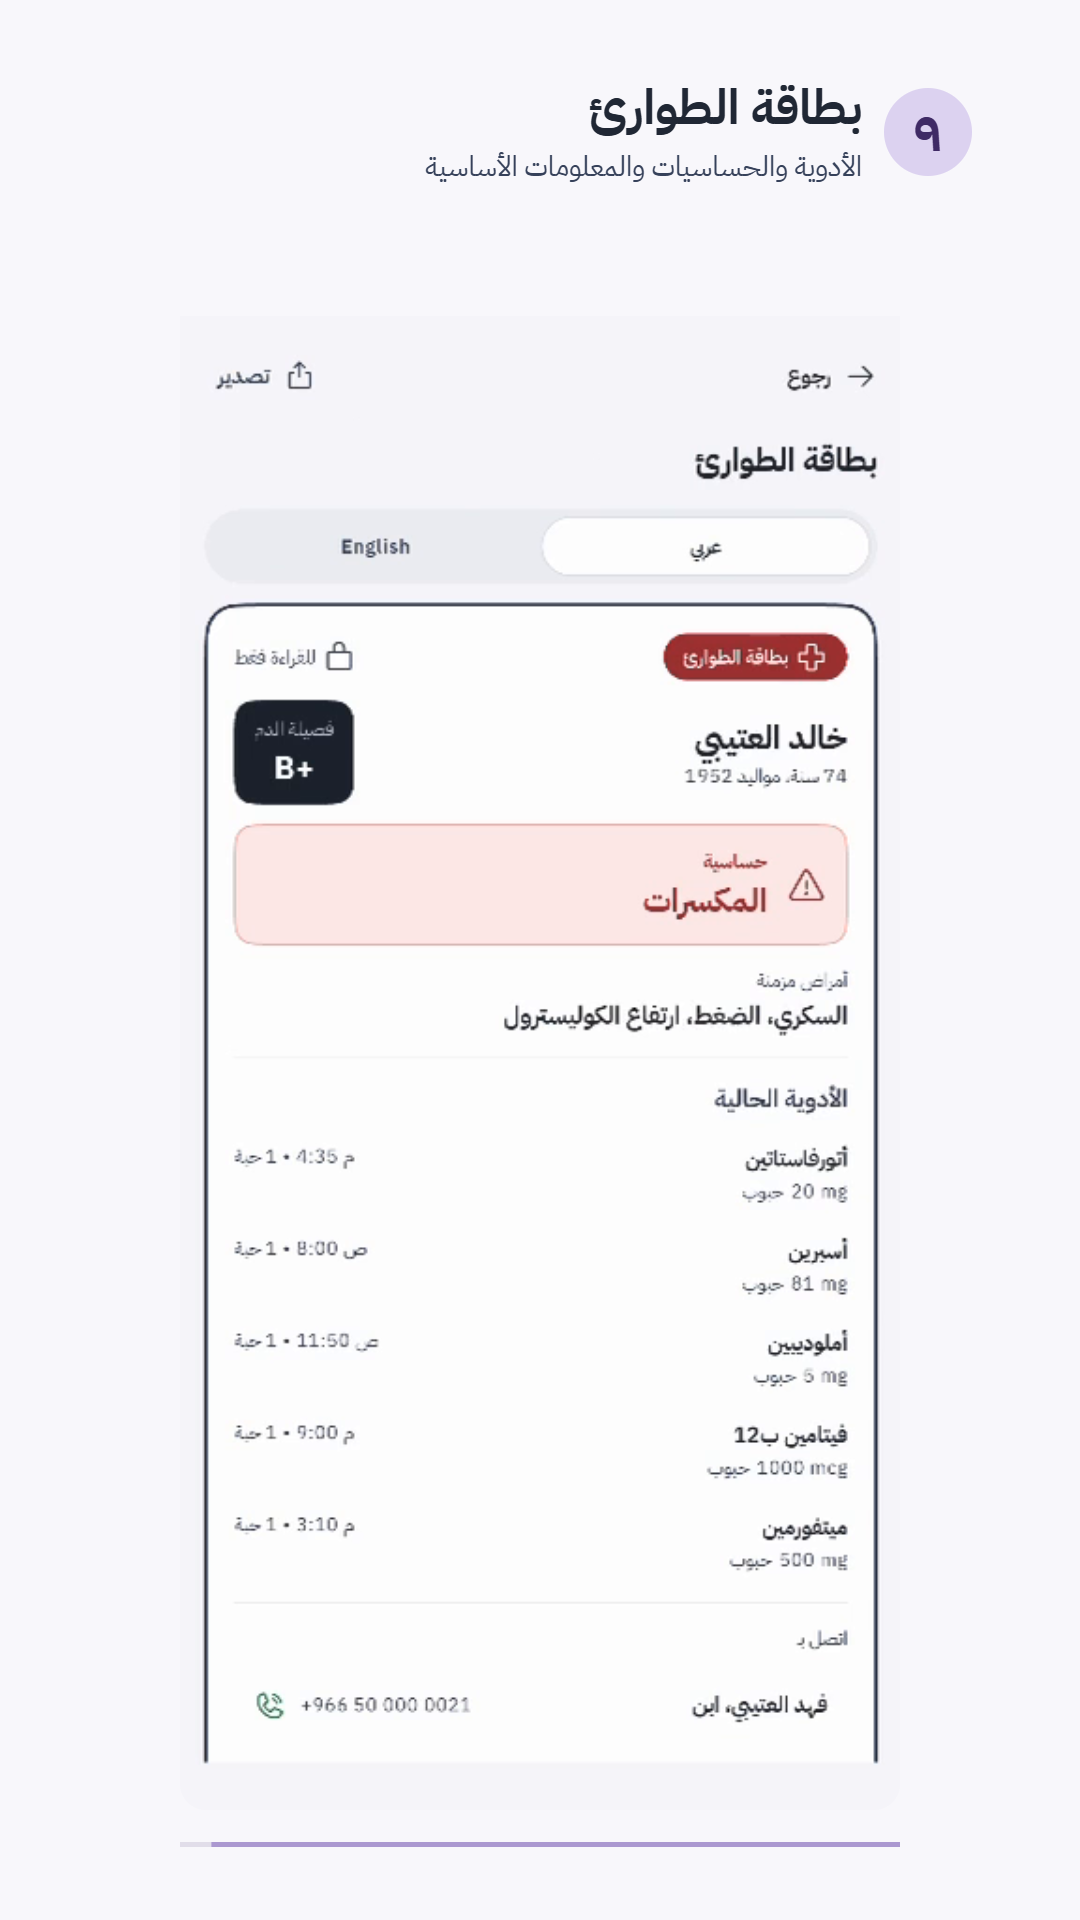 ٩
بطاقة الطوارئ
الأدوية والحساسيات والمعلومات الأساسية
رجوع
تصدير
بطاقة الطوارئ
عربي
English
بطاقة الطوارئ
للقراءة فقط
خالد العتيبي
74 سنة، مواليد 1952
فصيلة الدم
B+
حساسية
المكسرات
أمراض مزمنة
السكري، الضغط، ارتفاع الكوليسترول
الأدوية الحالية
أتورفاستاتين
م 4:35 • 1 حبة
20 mg حبوب
أسبرين
ص 8:00 • 1 حبة
81 mg حبوب
أملوديبين
ص 11:50 • 1 حبة
5 mg حبوب
فيتامين ب12
م 9:00 • 1 حبة
1000 mcg حبوب
ميتفورمين
م 3:10 • 1 حبة
500 mg حبوب
اتصل بـ
فهد العتيبي، ابن
+966 50 000 0021